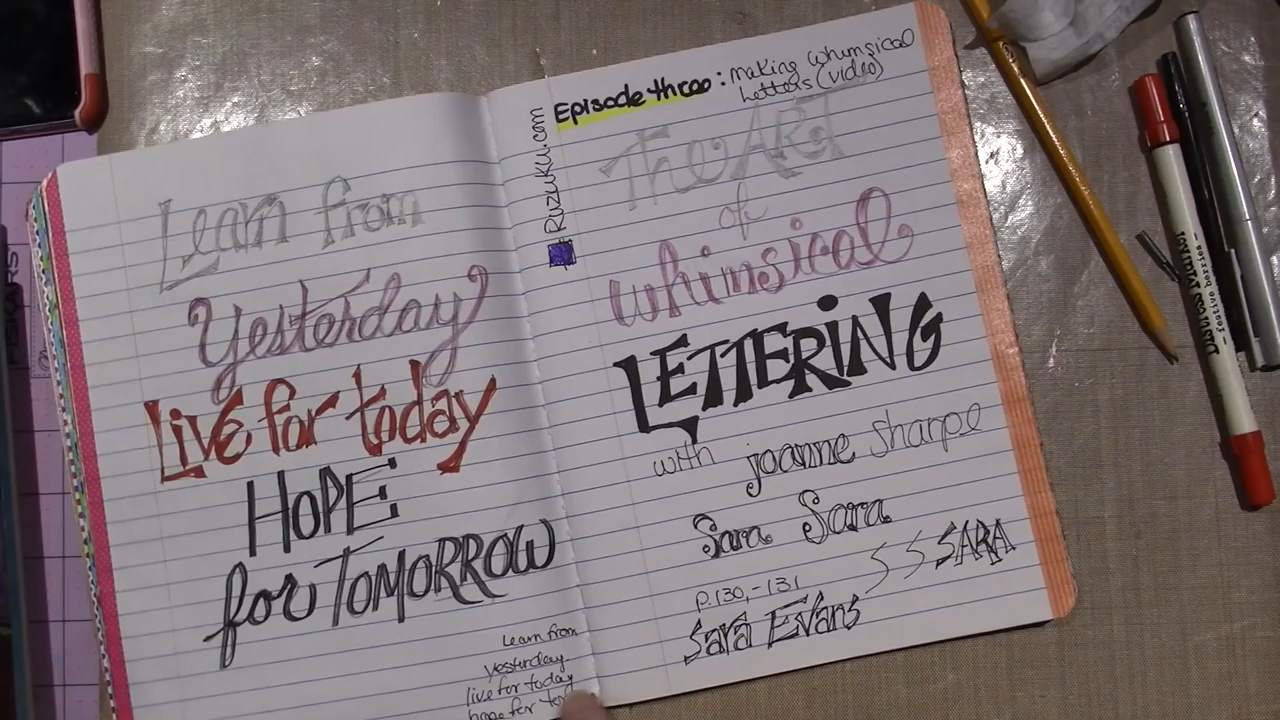 Learn from
Yesterday
Live for today
HOPE
for TOMORROW
Learn from
yesterday
live for today
hope for
RUZUKU.com
Episode three: making whimsical
Letters (video)
The ART
of
whimsical
LETTERING
with joanne sharpe
Sara Sara
S S SARA
p.130,-131
Sara Evans